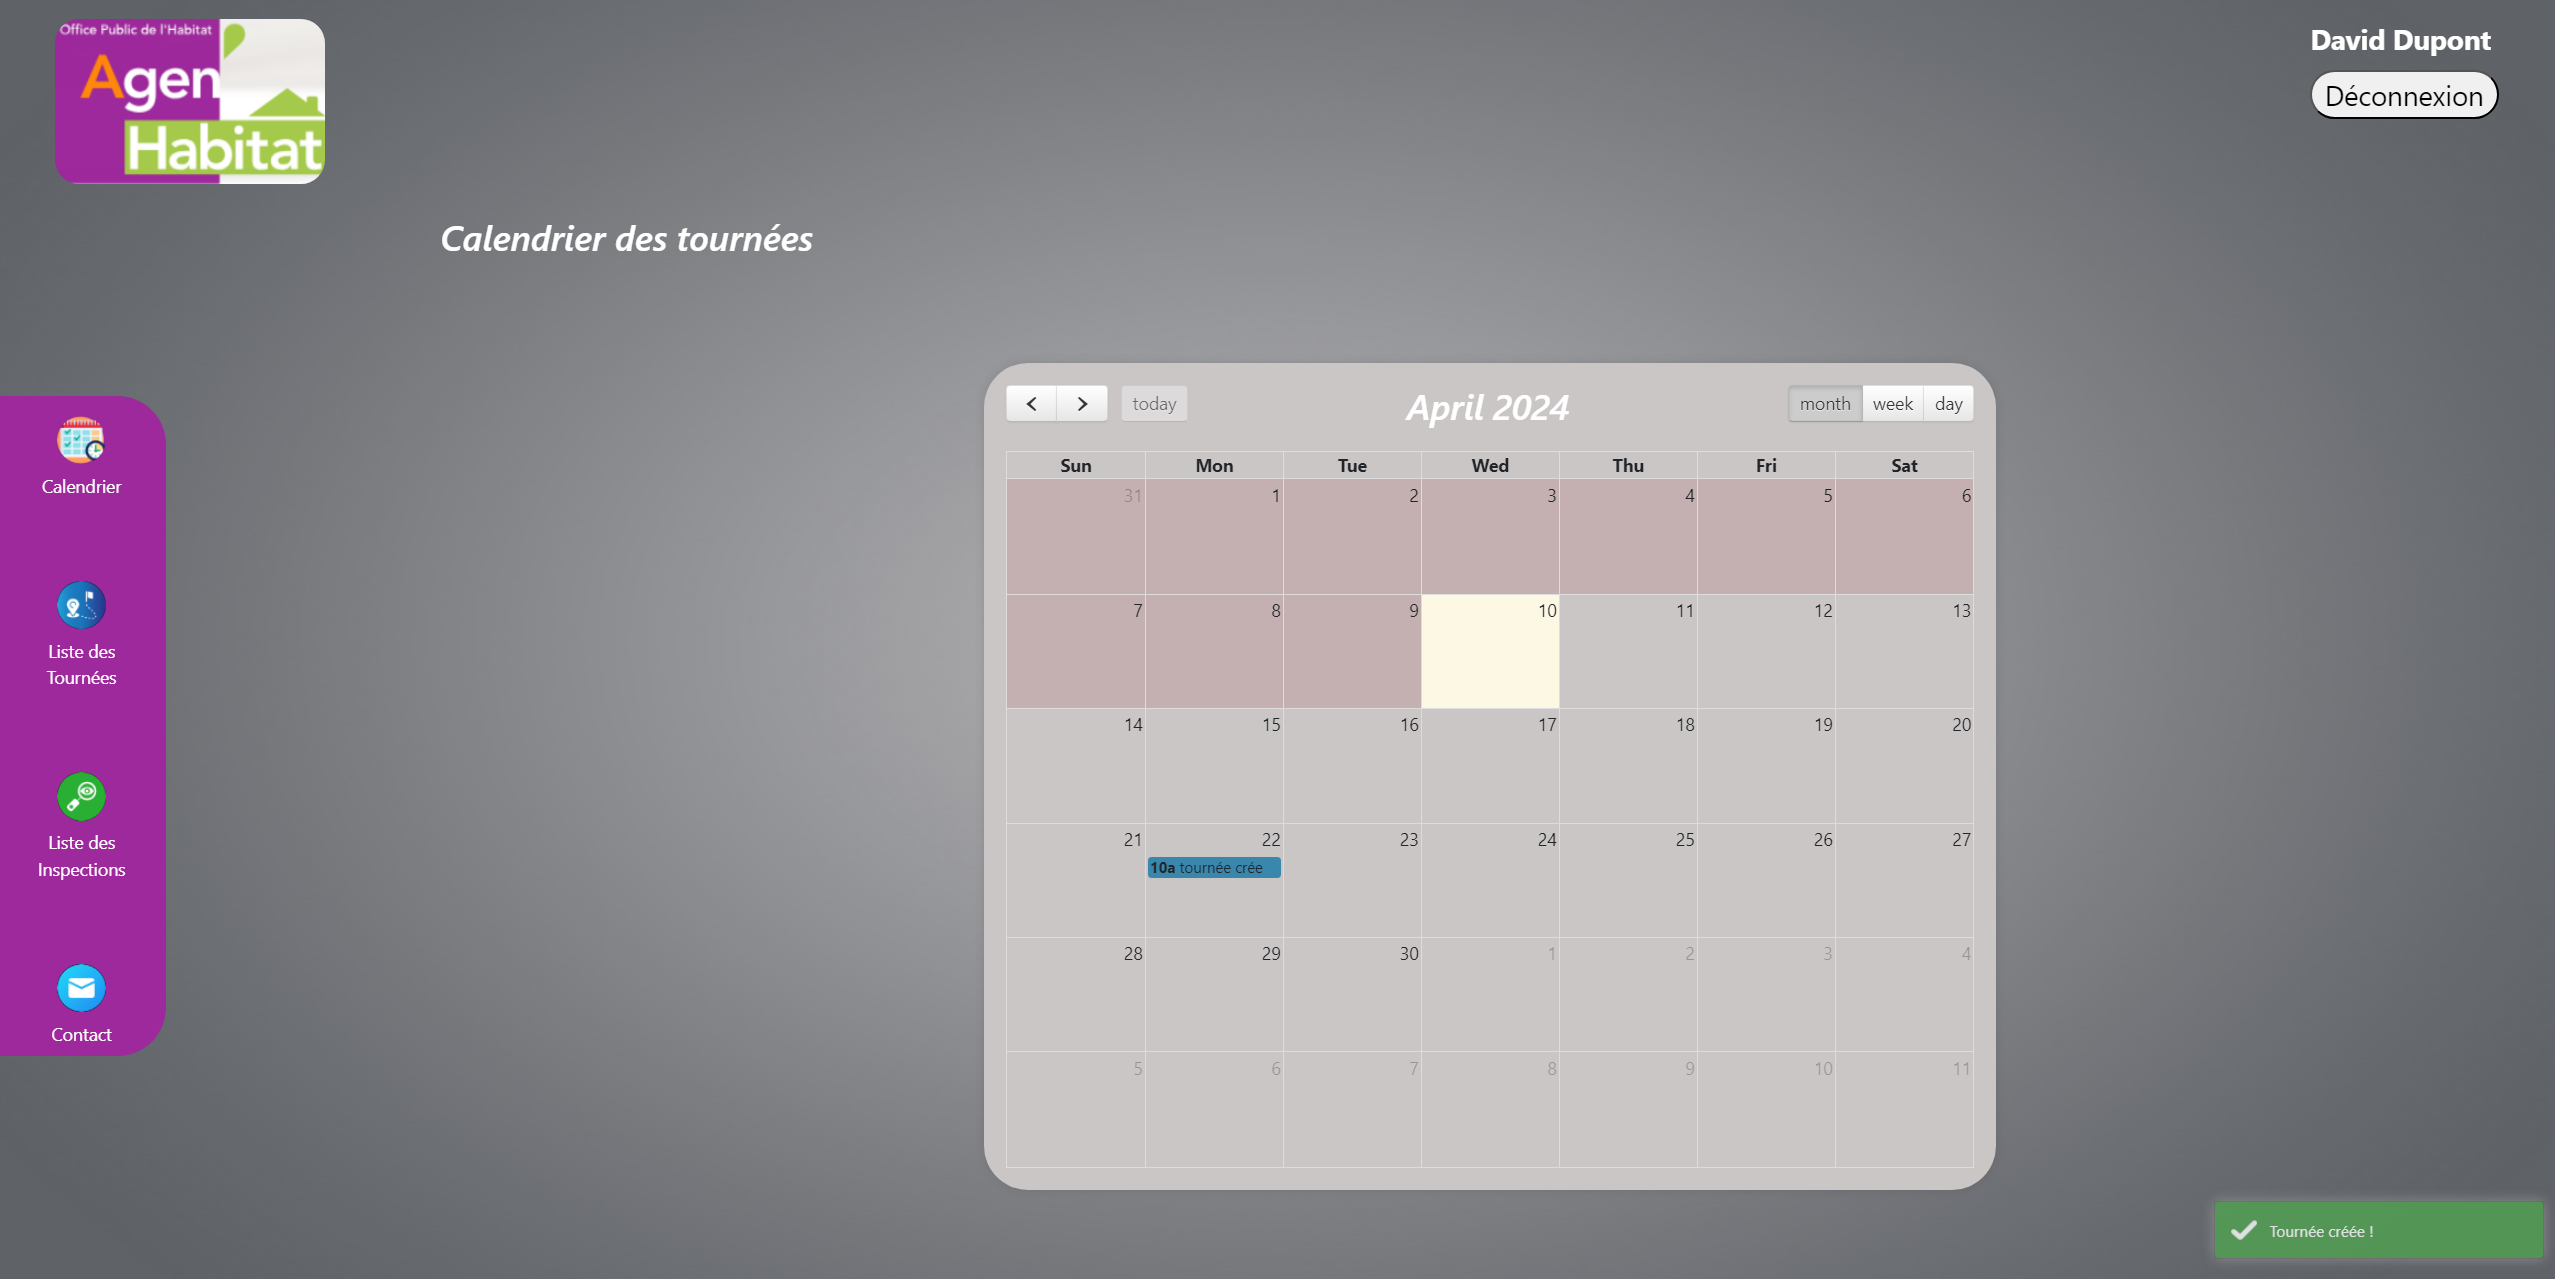 Office Public de l'Habitat
Agen
Habitat
David Dupont
Déconnexion
Calendrier des tournées
Calendrier
Liste des
Tournées
Liste des
Inspections
Contact
today
April 2024
month week day
Sun Mon Tue Wed Thu Fri Sat
31 1 2 3 4 5 6
7 8 9 10 11 12 13
14 15 16 17 18 19 20
21 22 23 24 25 26 27
10a tournée crée
28 29 30 1 2 3 4
5 6 7 8 9 10 11
Tournée créée !